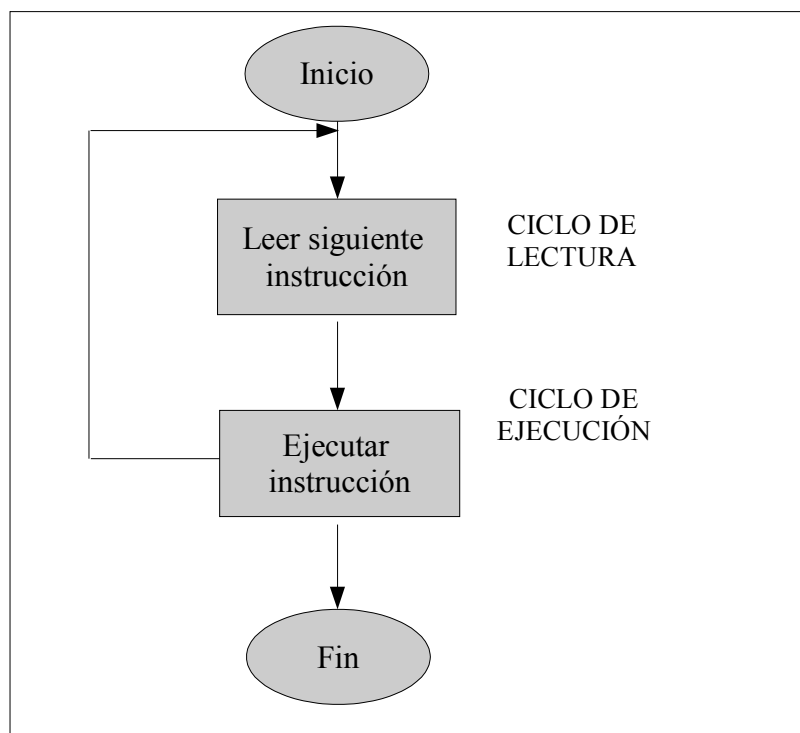 Inicio
Leer siguiente
instrucción
CICLO DE
LECTURA
Ejecutar
instrucción
CICLO DE
EJECUCIÓN
Fin